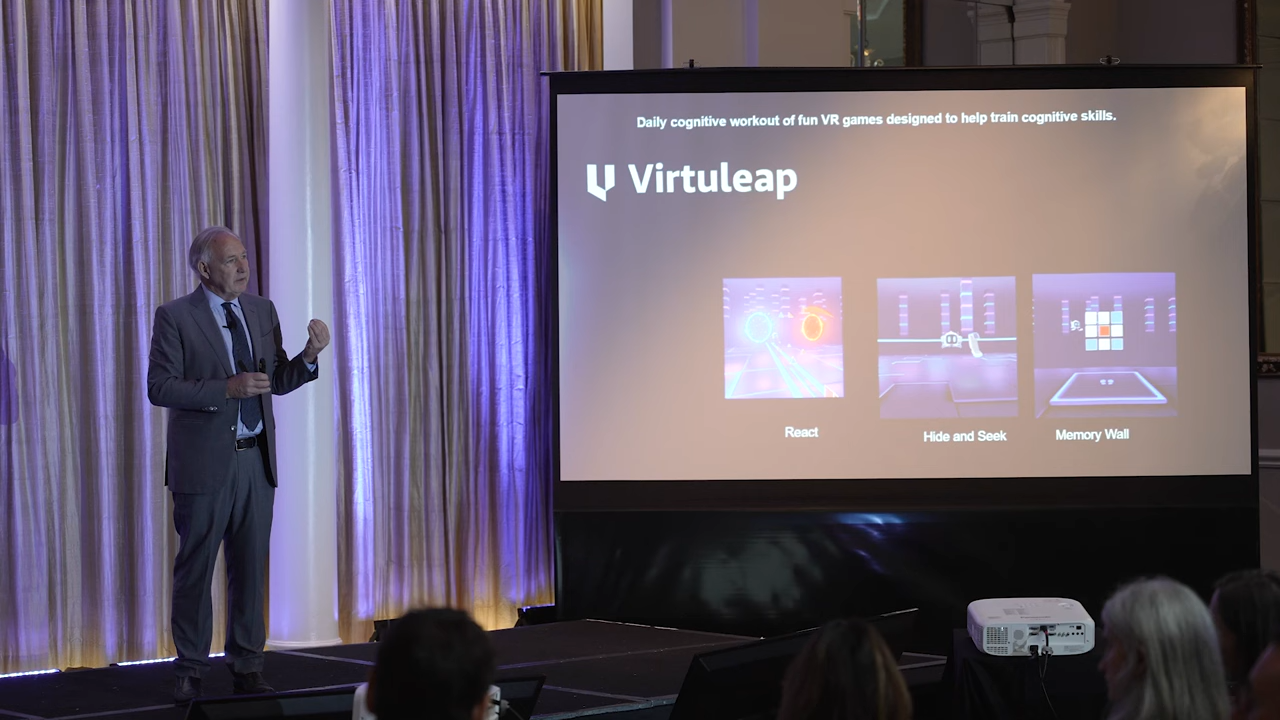 Daily cognitive workout of fun VR games designed to help train cognitive skills.
Virtuleap
React
Hide and Seek
Memory Wall